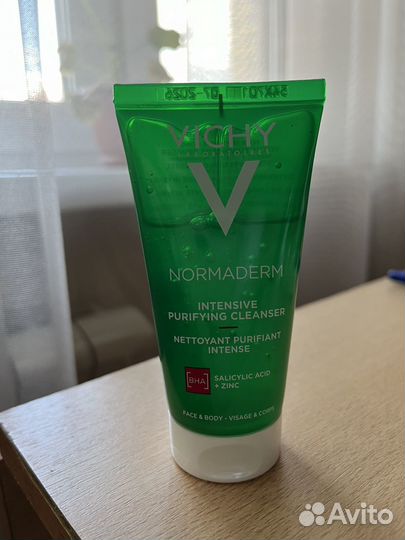 VICHY
LABORATOIRES
V
NORMADERM
INTENSIVE
PURIFYING CLEANSER
NETTOYANT PURIFIANT
INTENSE
BHA
SALICYLIC ACID
+ ZINC
FACE & BODY - VISAGE & CORPS
Avito